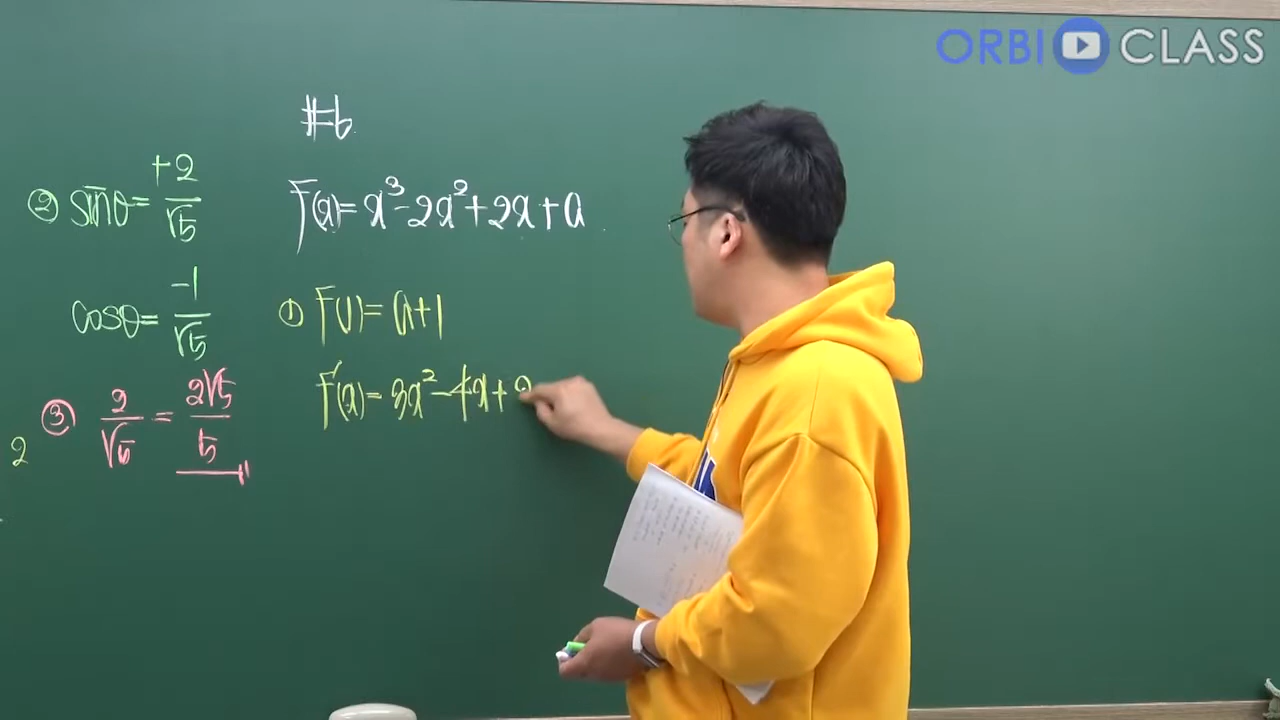 ORBI CLASS
② sinθ = +2/√5
cosθ = -1/√5
③ 2/√5 = 2√5/5
2
#6.
f(x) = x³ - 2x² + 2x + a
① f(1) = a+1
f'(x) = 3x² - 4x + 2